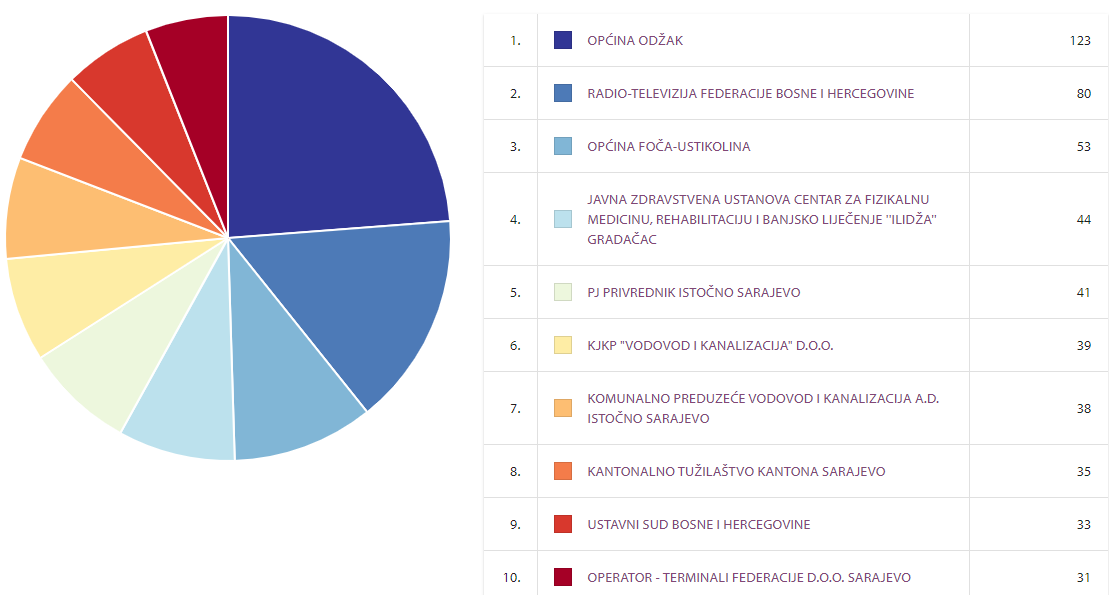 1. OPĆINA ODŽAK 123
2. RADIO-TELEVIZIJA FEDERACIJE BOSNE I HERCEGOVINE 80
3. OPĆINA FOČA-USTIKOLINA 53
JAVNA ZDRAVSTVENA USTANOVA CENTAR ZA FIZIKALNU
4. MEDICINU, REHABILITACIJU I BANJSKO LIJEČENJE ''ILIDŽA'' 44
GRADAČAC
5. PJ PRIVREDNIK ISTOČNO SARAJEVO 41
6. KJKP "VODOVOD I KANALIZACIJA" D.O.O. 39
7. KOMUNALNO PREDUZEĆE VODOVOD I KANALIZACIJA A.D. 38
ISTOČNO SARAJEVO
8. KANTONALNO TUŽILAŠTVO KANTONA SARAJEVO 35
9. USTAVNI SUD BOSNE I HERCEGOVINE 33
10. OPERATOR - TERMINALI FEDERACIJE D.O.O. SARAJEVO 31